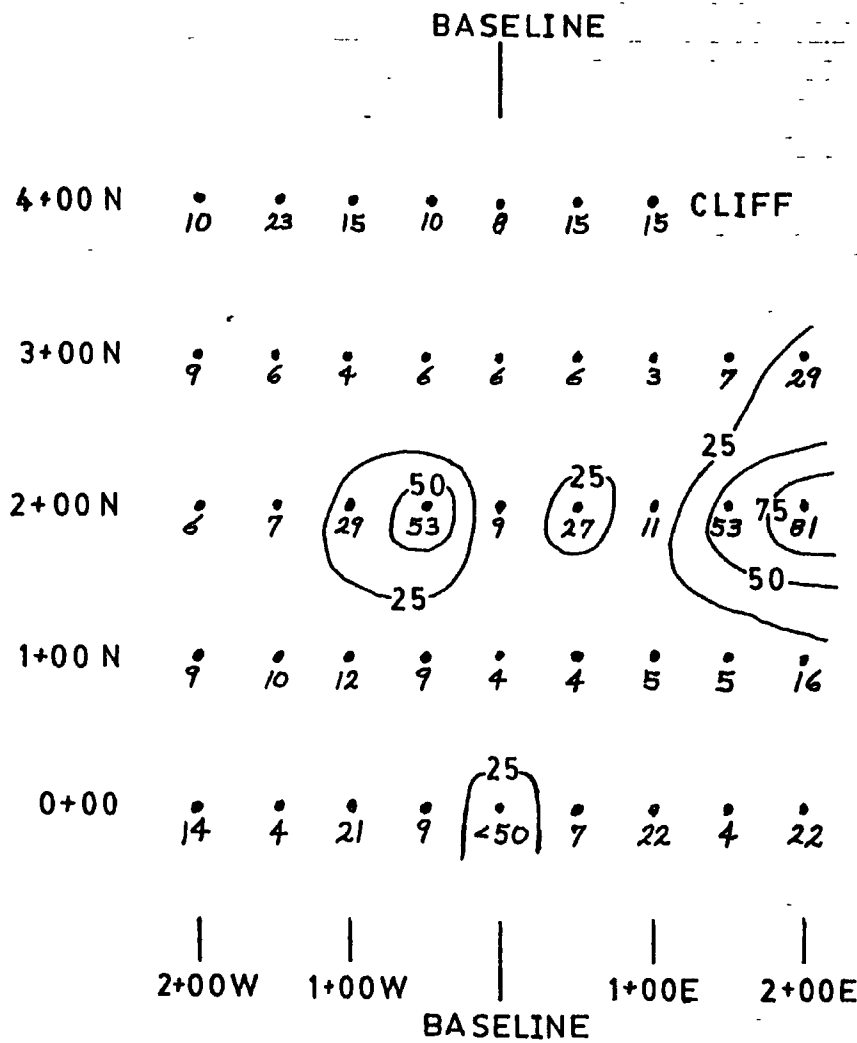 BASELINE
4+00 N 10 23 15 10 8 15 15 CLIFF
3+00 N 9 6 4 6 6 6 3 7 29
25
50 25
2+00 N 6 7 29 53 9 27 11 53 75 81
25 50
1+00 N 9 10 12 9 4 4 5 5 16
25
0+00 14 4 21 9 <50 7 22 4 22
2+00W 1+00W 1+00E 2+00E
BASELINE